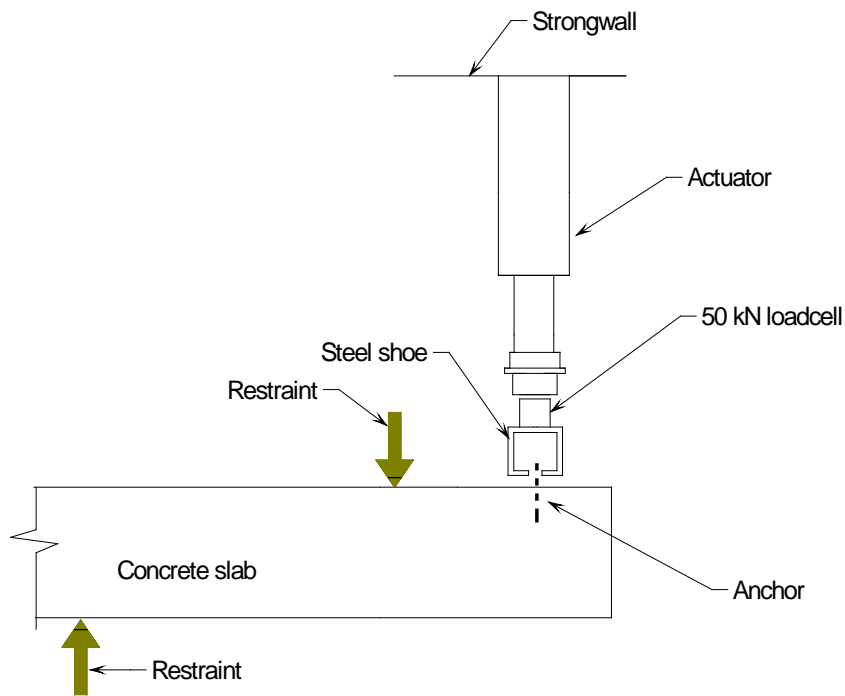 Strongwall
Actuator
50 kN loadcell
Steel shoe
Restraint
Concrete slab
Anchor
Restraint